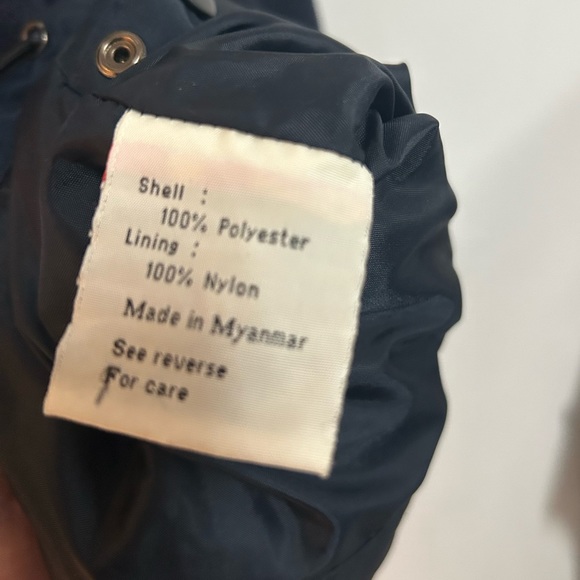 Shell :
100% Polyester
Lining :
100% Nylon
Made in Myanmar
See reverse
For care